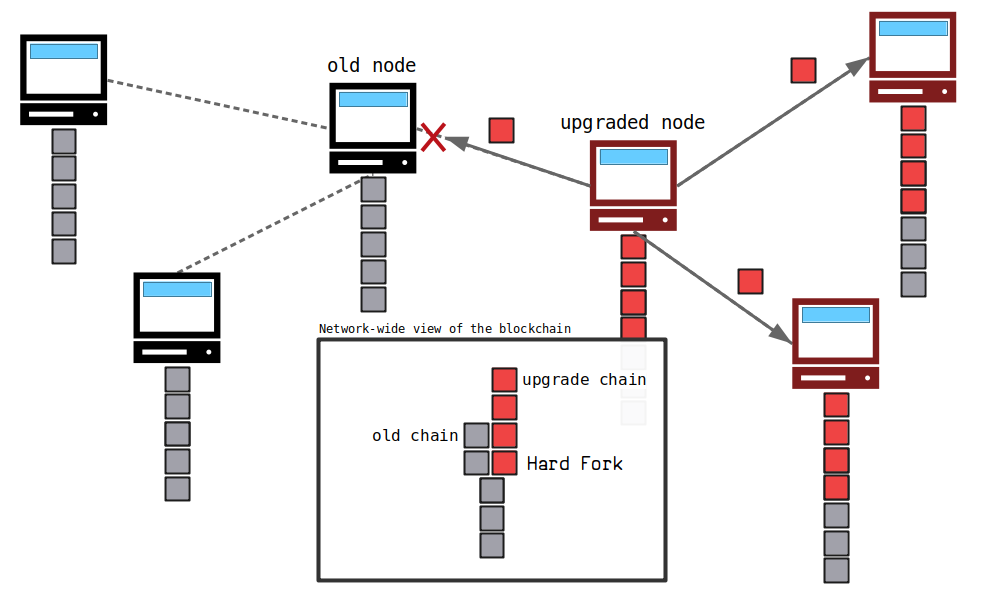 old node
upgraded node
Network-wide view of the blockchain
upgrade chain
old chain
Hard Fork